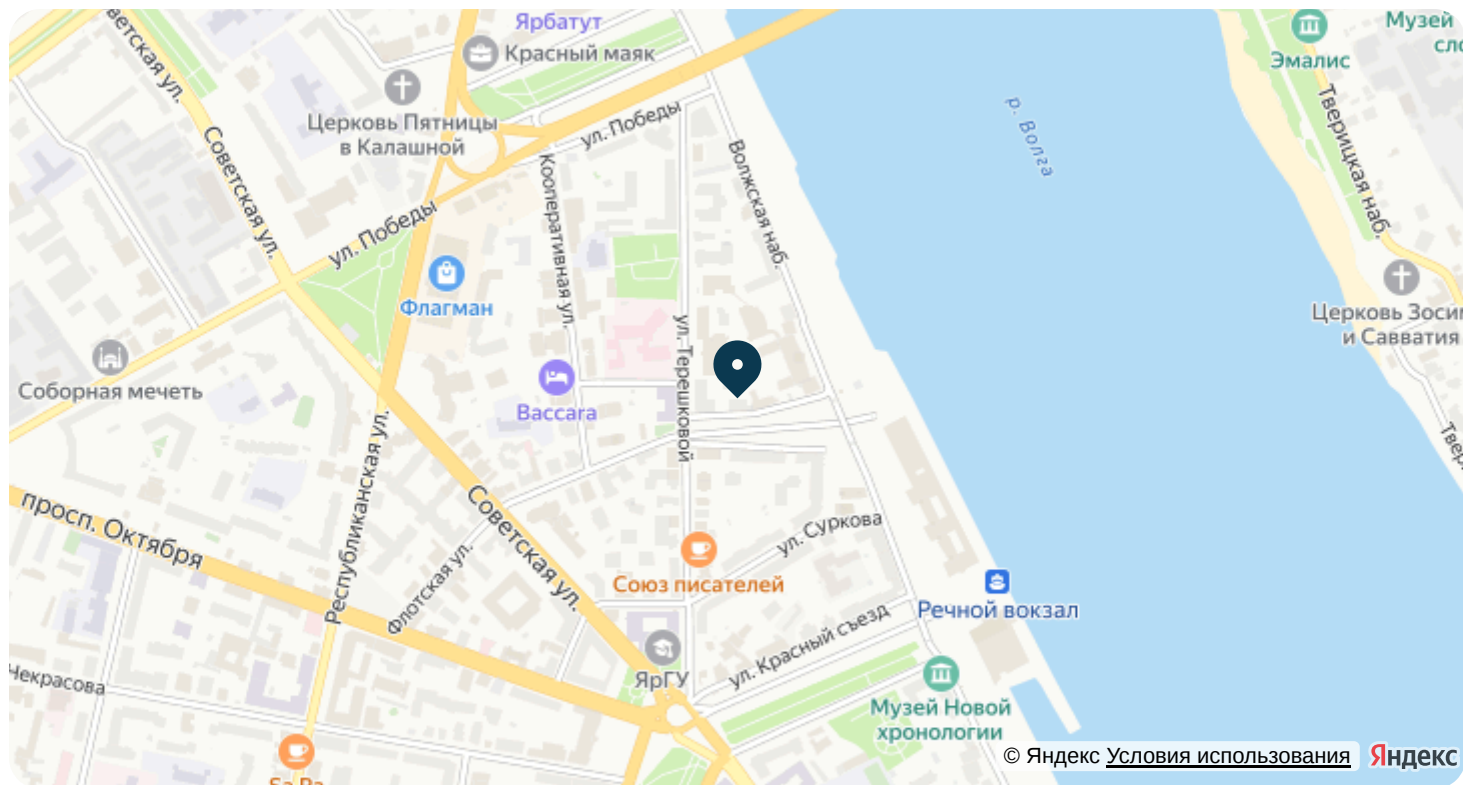 Ярбатут
Красный маяк
Эмалис
Музей
Советская ул.
Церковь Пятницы
в Калашной
ул. Победы
р. Волга
Тверицкая наб.
Советская ул.
Кооперативная ул.
Волжская наб.
ул. Победы
Флагман
Церковь
и Савватия
Соборная мечеть
Baccara
ул. Терешковой
Республиканская ул.
просп. Октября
Советская ул.
Флотская ул.
ул. Суркова
Союз писателей
Речной вокзал
ул. Красный съезд
ЯрГУ
Некрасова
Музей Новой
хронологии
© Яндекс Условия использования
Яндекс